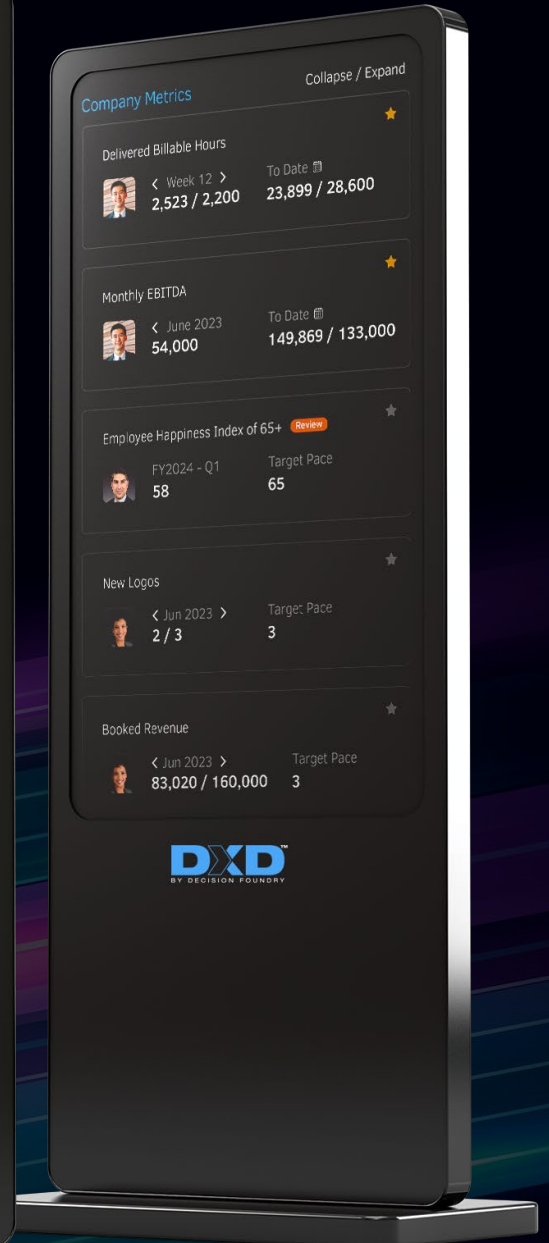 Company Metrics
Collapse / Expand
Delivered Billable Hours
< Week 12 >
To Date
2,523 / 2,200
23,899 / 28,600
Monthly EBITDA
< June 2023
To Date
54,000
149,869 / 133,000
Employee Happiness Index of 65+ Review
FY2024 - Q1
Target Pace
58
65
New Logos
< Jun 2023 >
Target Pace
2 / 3
3
Booked Revenue
< Jun 2023 >
Target Pace
83,020 / 160,000
3
DXD™
BY DECISION FOUNDRY